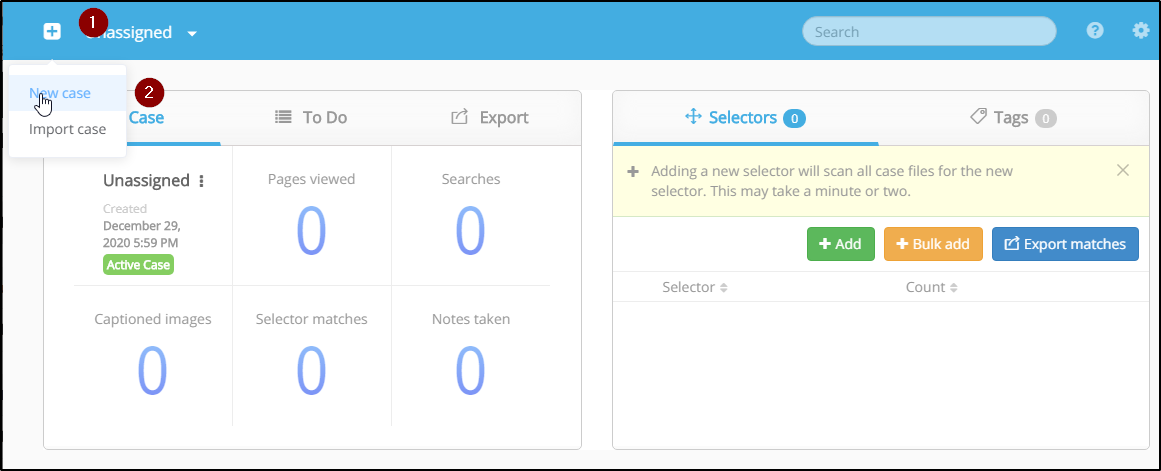 1
Unassigned
Search
New case
2
Import case
Case
To Do
Export
Unassigned
Created
December 29,
2020 5:59 PM
Active Case
Pages viewed
0
Searches
0
Captioned images
0
Selector matches
0
Notes taken
0
Selectors 0
Tags 0
Adding a new selector will scan all case files for the new
selector. This may take a minute or two.
+ Add
+ Bulk add
Export matches
Selector
Count